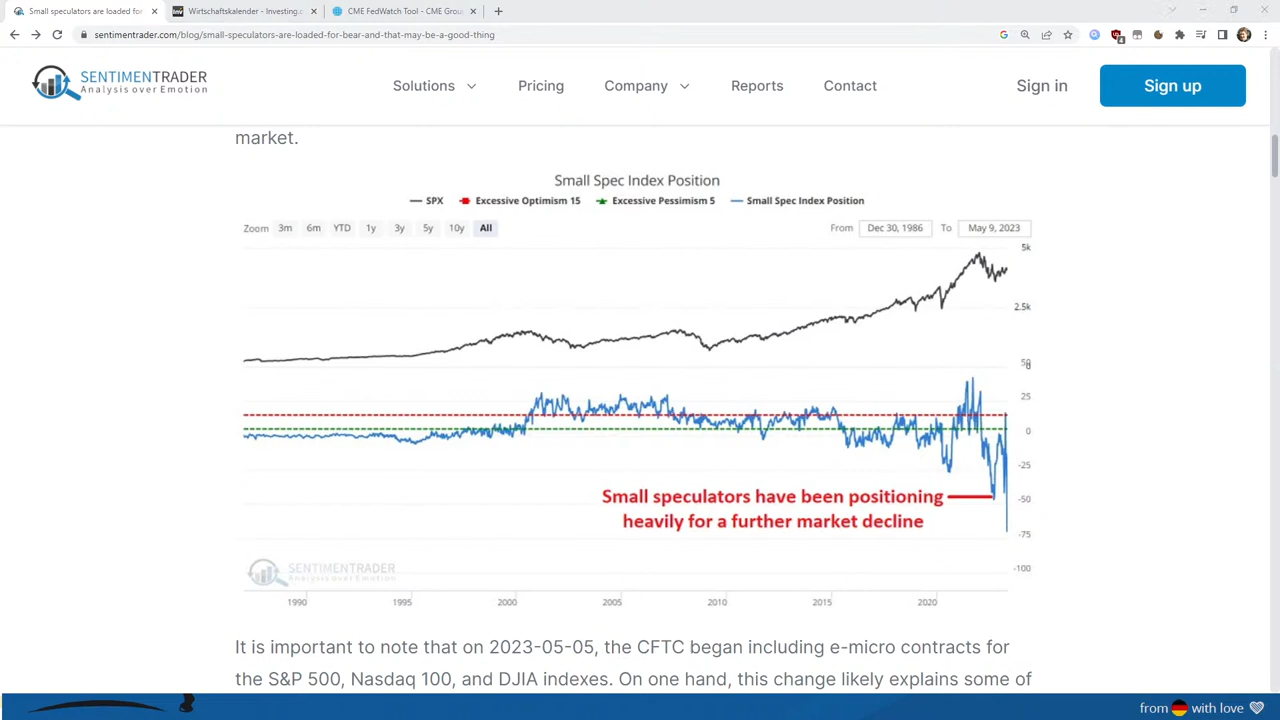 Small speculators are loaded fo
Wirtschaftskalender - Investing.c
CME FedWatch Tool - CME Grou
sentimentrader.com/blog/small-speculators-are-loaded-for-bear-and-that-may-be-a-good-thing
SENTIMENTRADER
Analysis over Emotion
Solutions
Pricing
Company
Reports
Contact
Sign in
Sign up
market.
Small Spec Index Position
SPX
Excessive Optimism 15
Excessive Pessimism 5
Small Spec Index Position
Zoom 3m 6m YTD 1y 3y 5y 10y All
From Dec 30, 1986 To May 9, 2023
5k
2.5k
50
0
25
0
-25
-50
-75
-100
Small speculators have been positioning
heavily for a further market decline
SENTIMENTRADER
Analysis over Emotion
1990 1995 2000 2005 2010 2015 2020
It is important to note that on 2023-05-05, the CFTC began including e-micro contracts for
the S&P 500, Nasdaq 100, and DJIA indexes. On one hand, this change likely explains some of
from with love